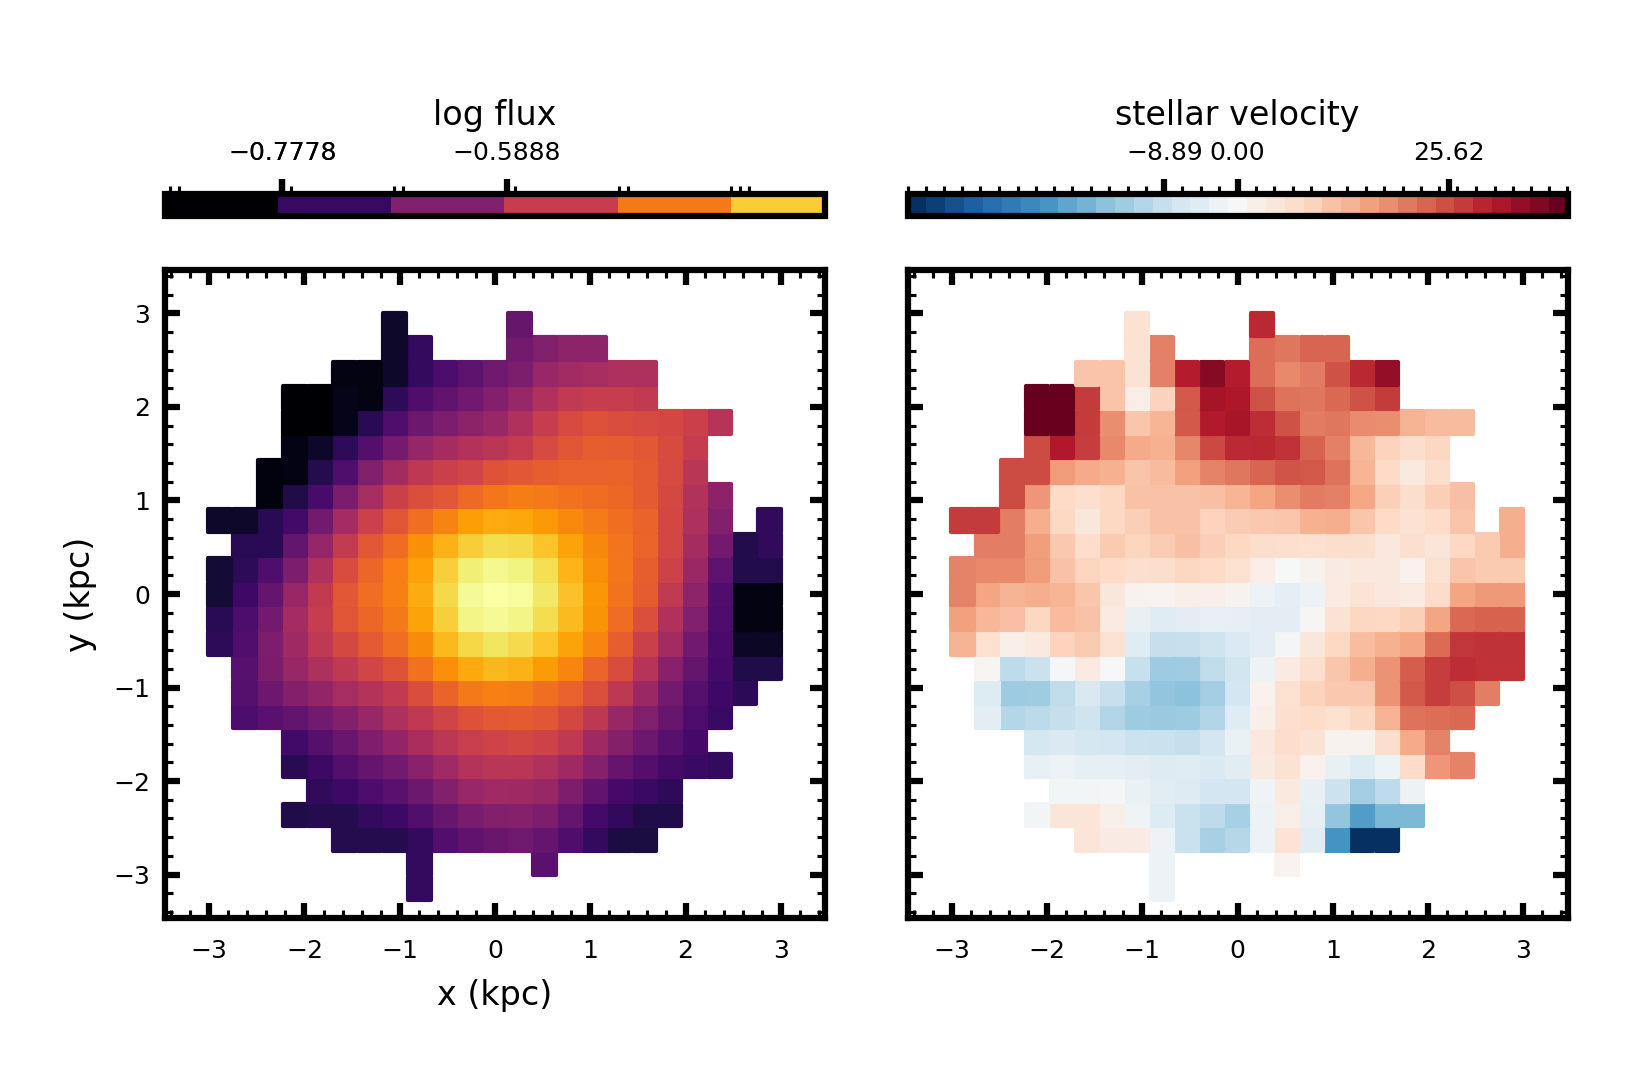 log flux
−0.7778 −0.5888
stellar velocity
−8.89 0.00 25.62
3
2
1
0
−1
−2
−3
y (kpc)
−3 −2 −1 0 1 2 3
x (kpc)
−3 −2 −1 0 1 2 3